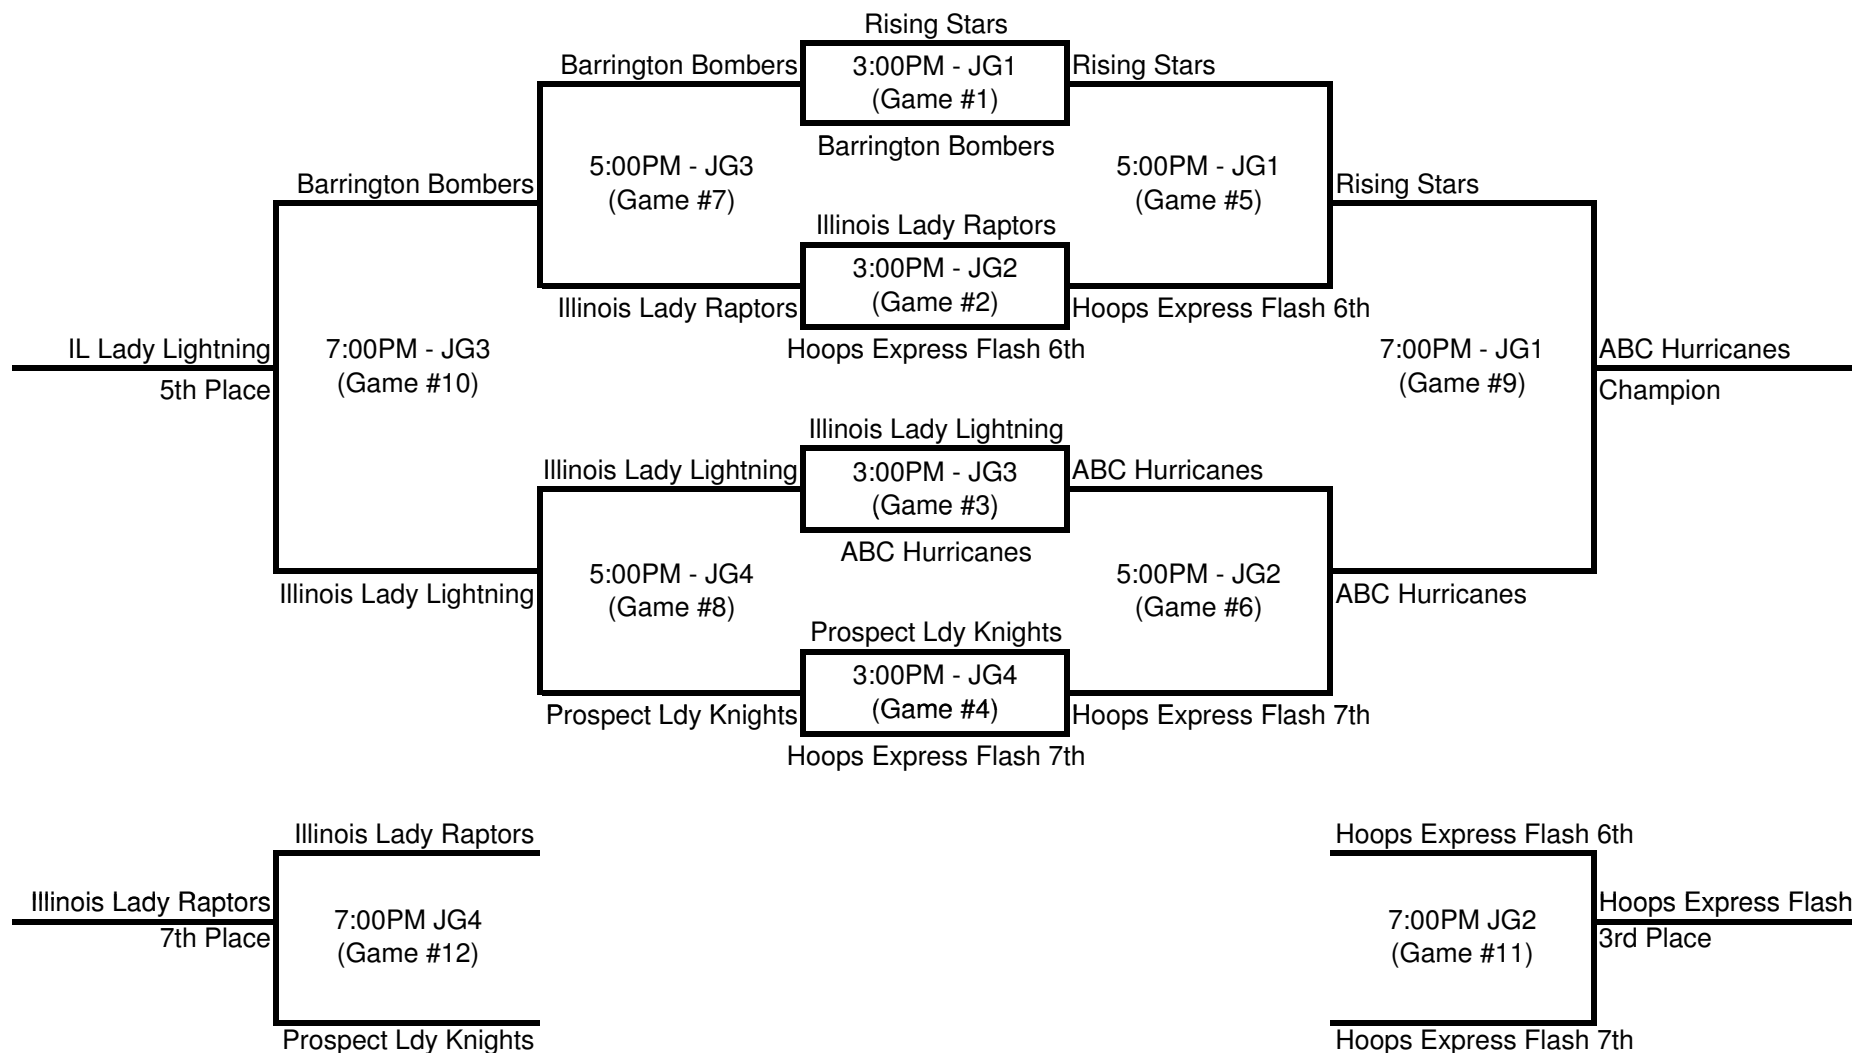 Rising Stars
Barrington Bombers
3:00PM - JG1
(Game #1)
Rising Stars
Barrington Bombers
5:00PM - JG3
(Game #7)
5:00PM - JG1
(Game #5)
Barrington Bombers
Rising Stars
Illinois Lady Raptors
3:00PM - JG2
(Game #2)
Illinois Lady Raptors
Hoops Express Flash 6th
Hoops Express Flash 6th
IL Lady Lightning
5th Place
7:00PM - JG3
(Game #10)
7:00PM - JG1
(Game #9)
ABC Hurricanes
Champion
Illinois Lady Lightning
Illinois Lady Lightning
3:00PM - JG3
(Game #3)
ABC Hurricanes
ABC Hurricanes
5:00PM - JG4
(Game #8)
5:00PM - JG2
(Game #6)
Illinois Lady Lightning
ABC Hurricanes
Prospect Ldy Knights
3:00PM - JG4
(Game #4)
Prospect Ldy Knights
Hoops Express Flash 7th
Hoops Express Flash 7th
Illinois Lady Raptors
Hoops Express Flash 6th
Illinois Lady Raptors
7th Place
7:00PM JG4
(Game #12)
7:00PM JG2
(Game #11)
Hoops Express Flash
3rd Place
Prospect Ldy Knights
Hoops Express Flash 7th